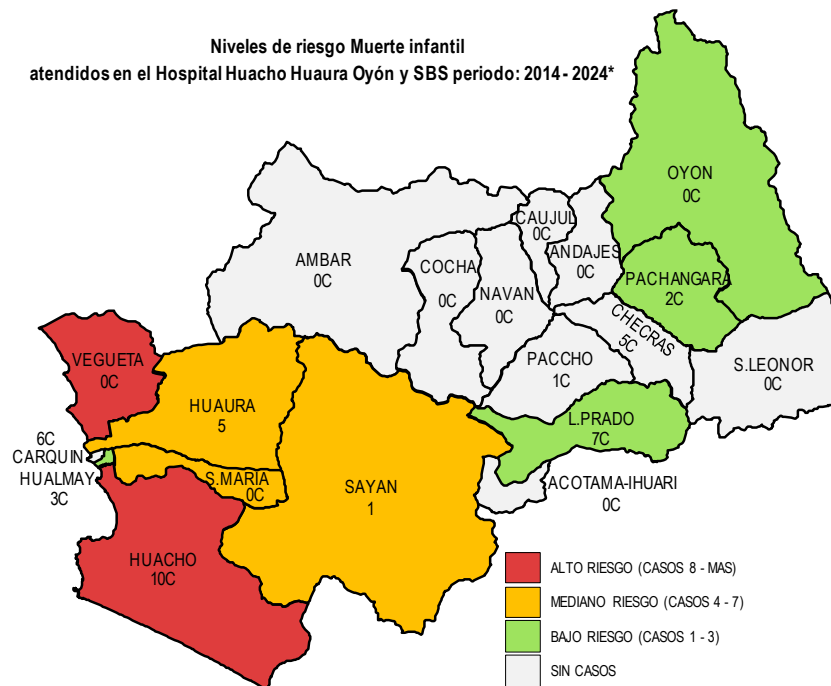 Niveles de riesgo Muerte infantil
atendidos en el Hospital Huacho Huaura Oyón y SBS periodo: 2014 - 2024*
OYON
0C
CAUJUL
0C
ANDAJES
0C
AMBAR
0C
COCHA
0C
NAVAN
0C
PACHANGARA
2C
CHECRAS
5C
S.LEONOR
0C
VEGUETA
0C
PACCHO
1C
HUAURA
5
L.PRADO
7C
6C
CARQUIN
HUALMAY
3C
S.MARIA
0C
SAYAN
1
ACOTAMA-IHUARI
0C
HUACHO
10C
ALTO RIESGO (CASOS 8 - MAS)
MEDIANO RIESGO (CASOS 4 - 7)
BAJO RIESGO (CASOS 1 - 3)
SIN CASOS